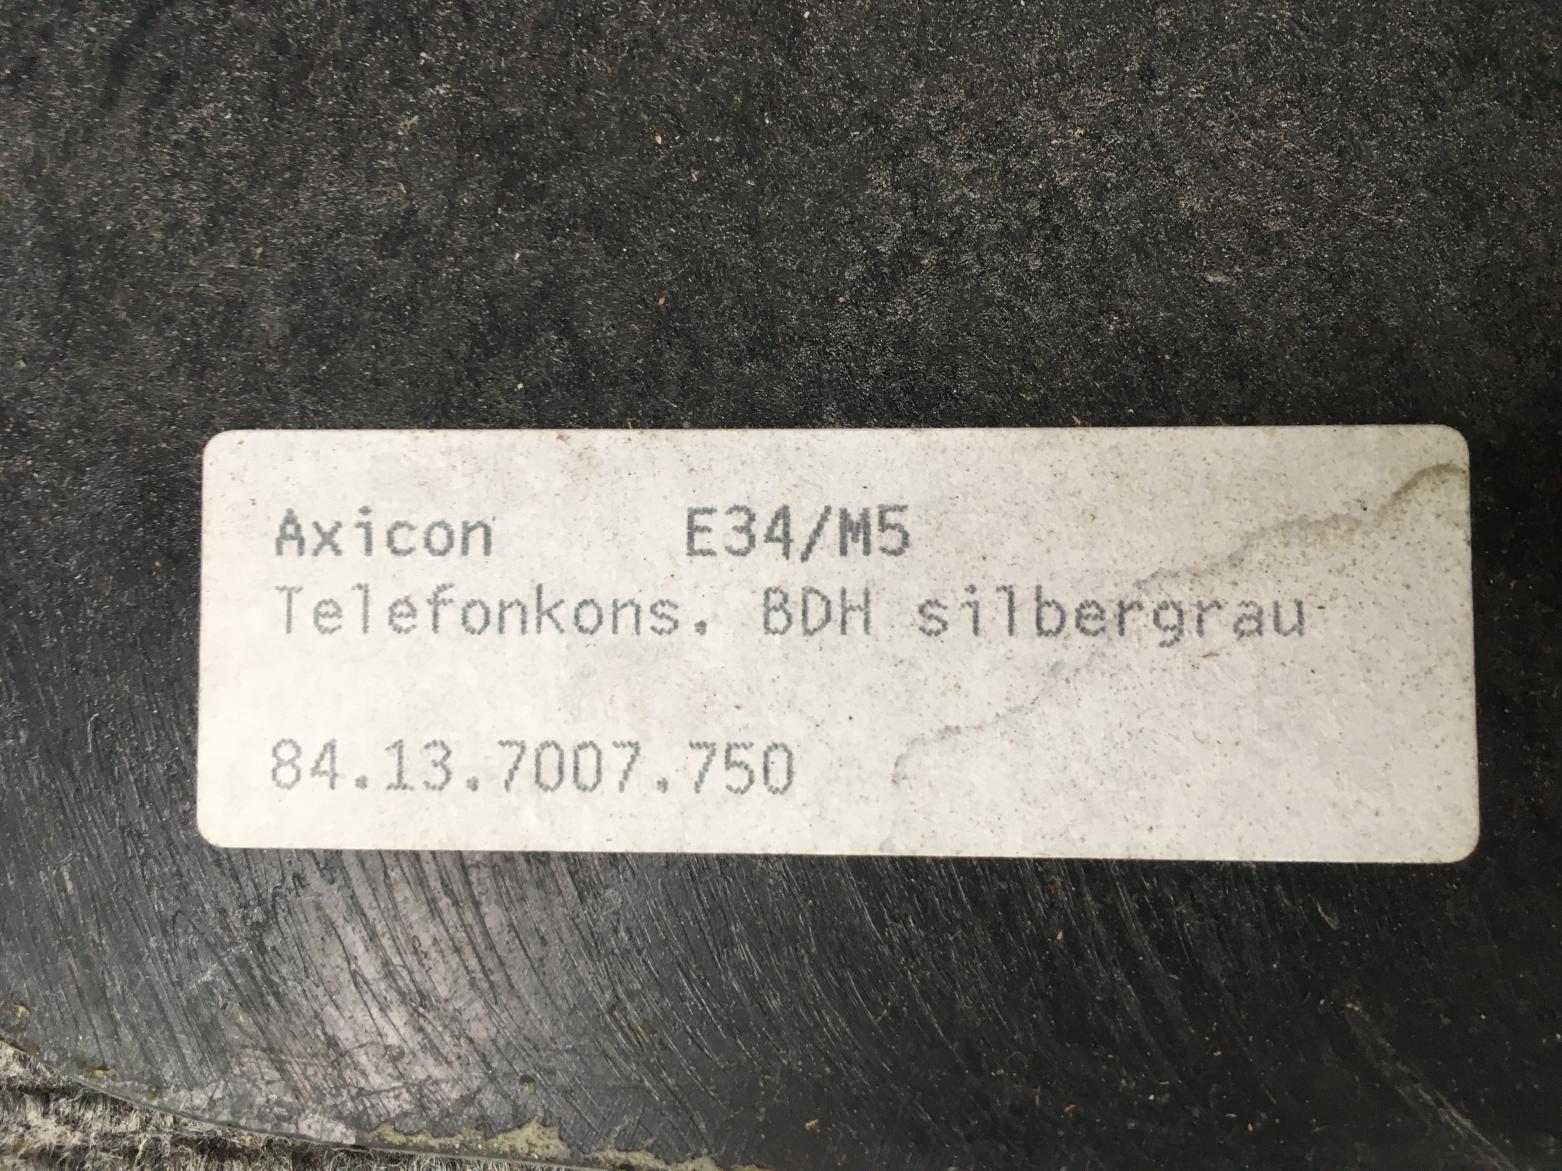 Axicon E34/M5
Telefonkons. BDH silbergrau
84.13.7007.750